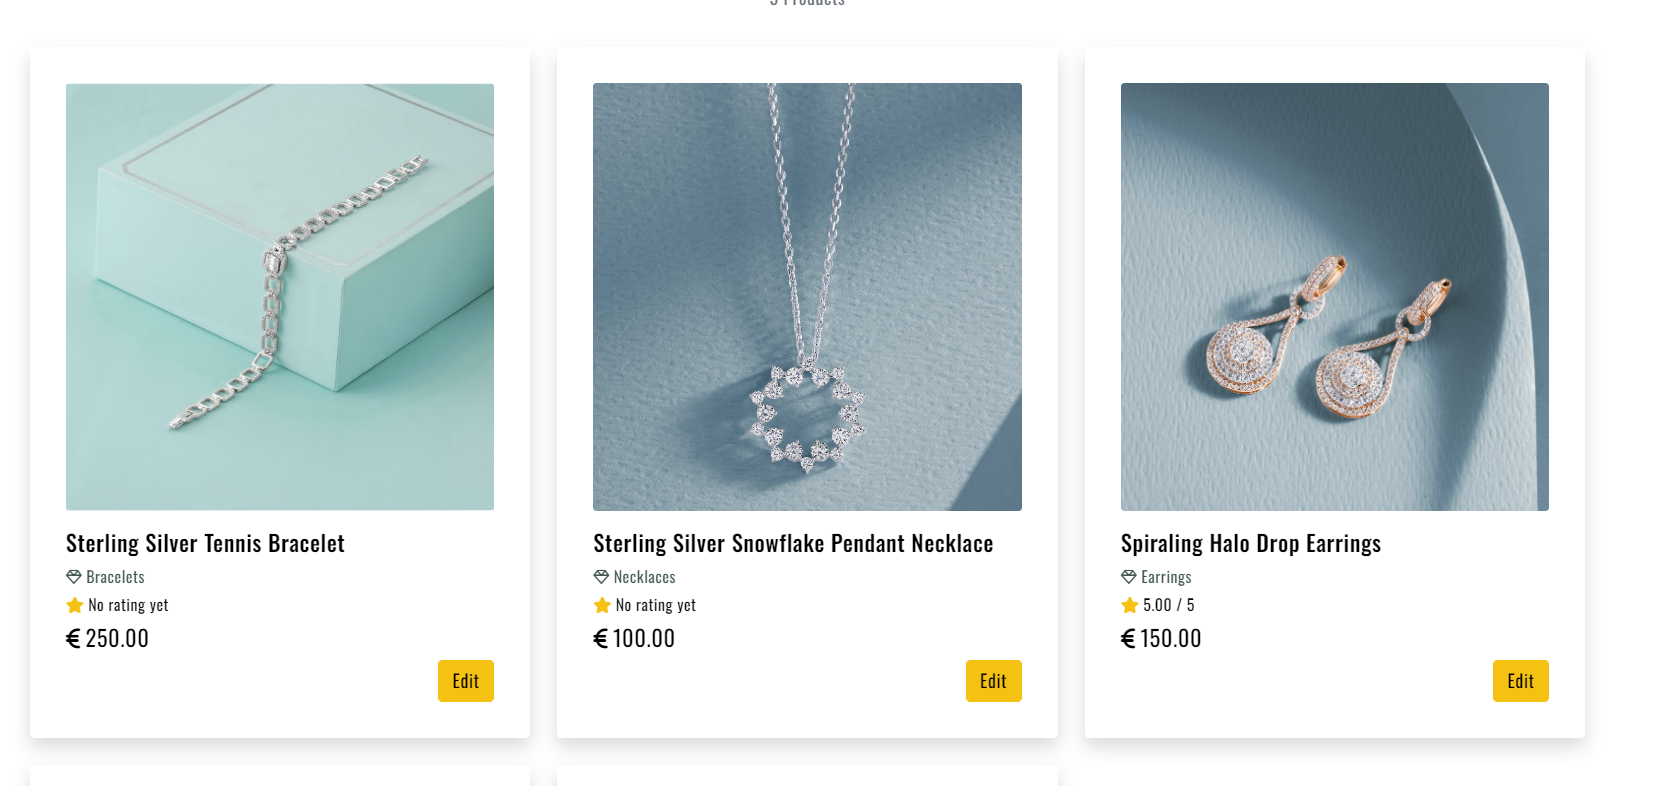 Products
Sterling Silver Tennis Bracelet
Bracelets
No rating yet
€ 250.00
Edit
Sterling Silver Snowflake Pendant Necklace
Necklaces
No rating yet
€ 100.00
Edit
Spiraling Halo Drop Earrings
Earrings
5.00 / 5
€ 150.00
Edit